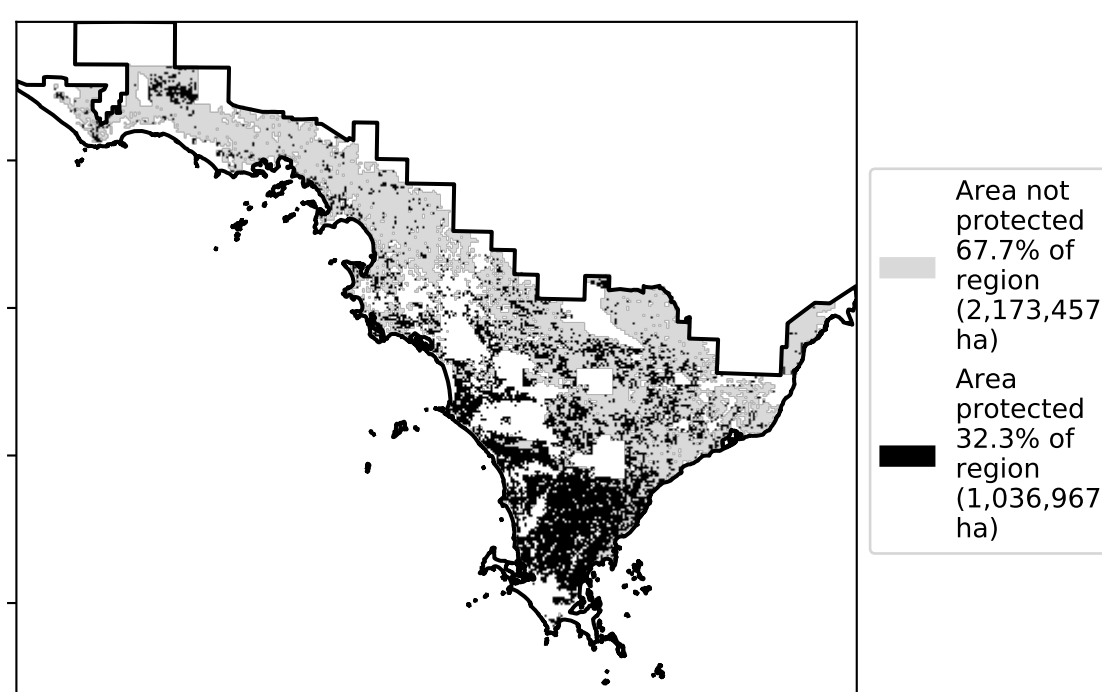 Area not
protected
67.7% of
region
(2,173,457
ha)
Area
protected
32.3% of
region
(1,036,967
ha)